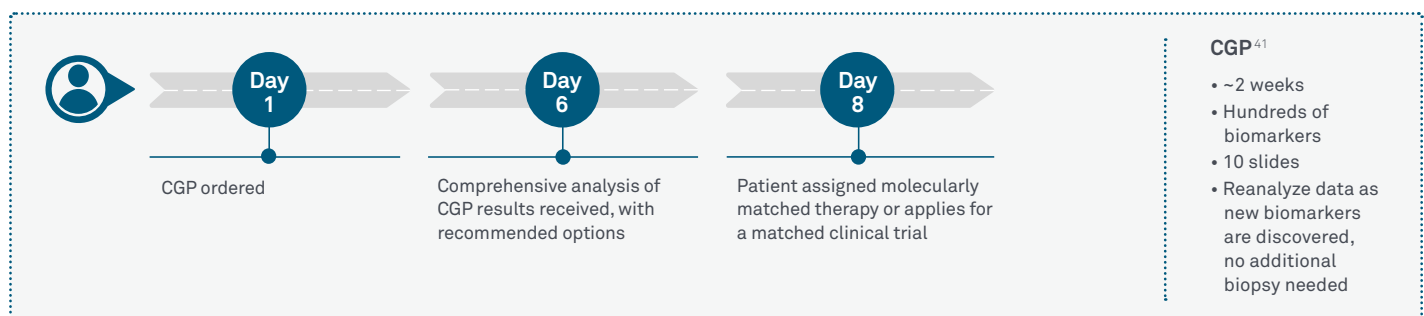 Day
1
Day
6
Day
8
CGP ordered
Comprehensive analysis of
CGP results received, with
recommended options
Patient assigned molecularly
matched therapy or applies for
a matched clinical trial
CGP41
• ~2 weeks
• Hundreds of
biomarkers
• 10 slides
• Reanalyze data as
new biomarkers
are discovered,
no additional
biopsy needed